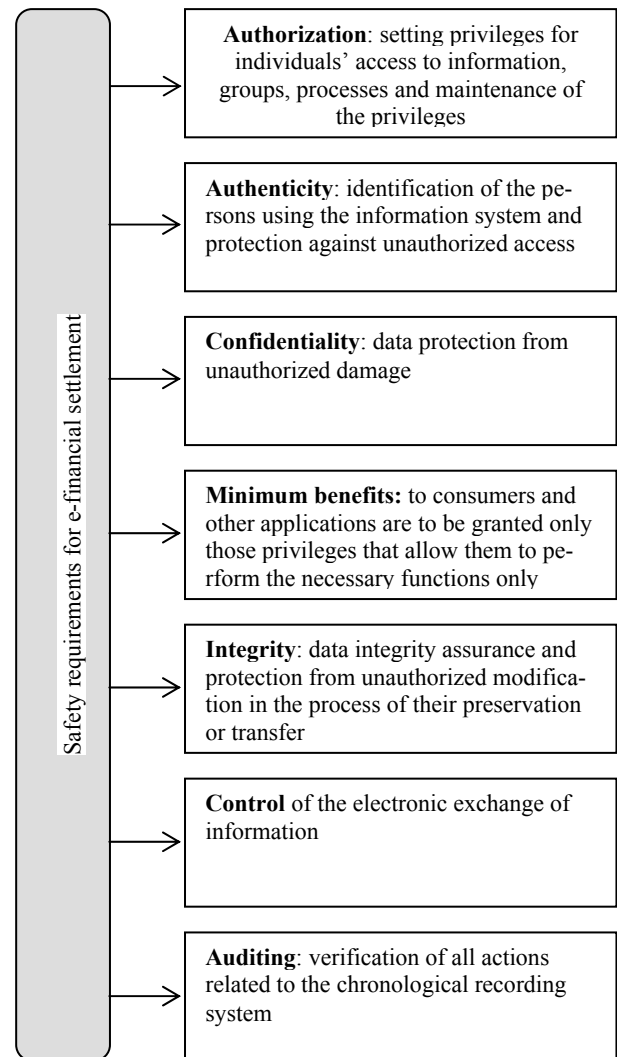 Safety requirements for e-financial settlement
Authorization: setting privileges for
individuals’ access to information,
groups, processes and maintenance of
the privileges
Authenticity: identification of the pe-
rsons using the information system and
protection against unauthorized access
Confidentiality: data protection from
unauthorized damage
Minimum benefits: to consumers and
other applications are to be granted only
those privileges that allow them to pe-
rform the necessary functions only
Integrity: data integrity assurance and
protection from unauthorized modifica-
tion in the process of their preservation
or transfer
Control of the electronic exchange of
information
Auditing: verification of all actions
related to the chronological recording
system